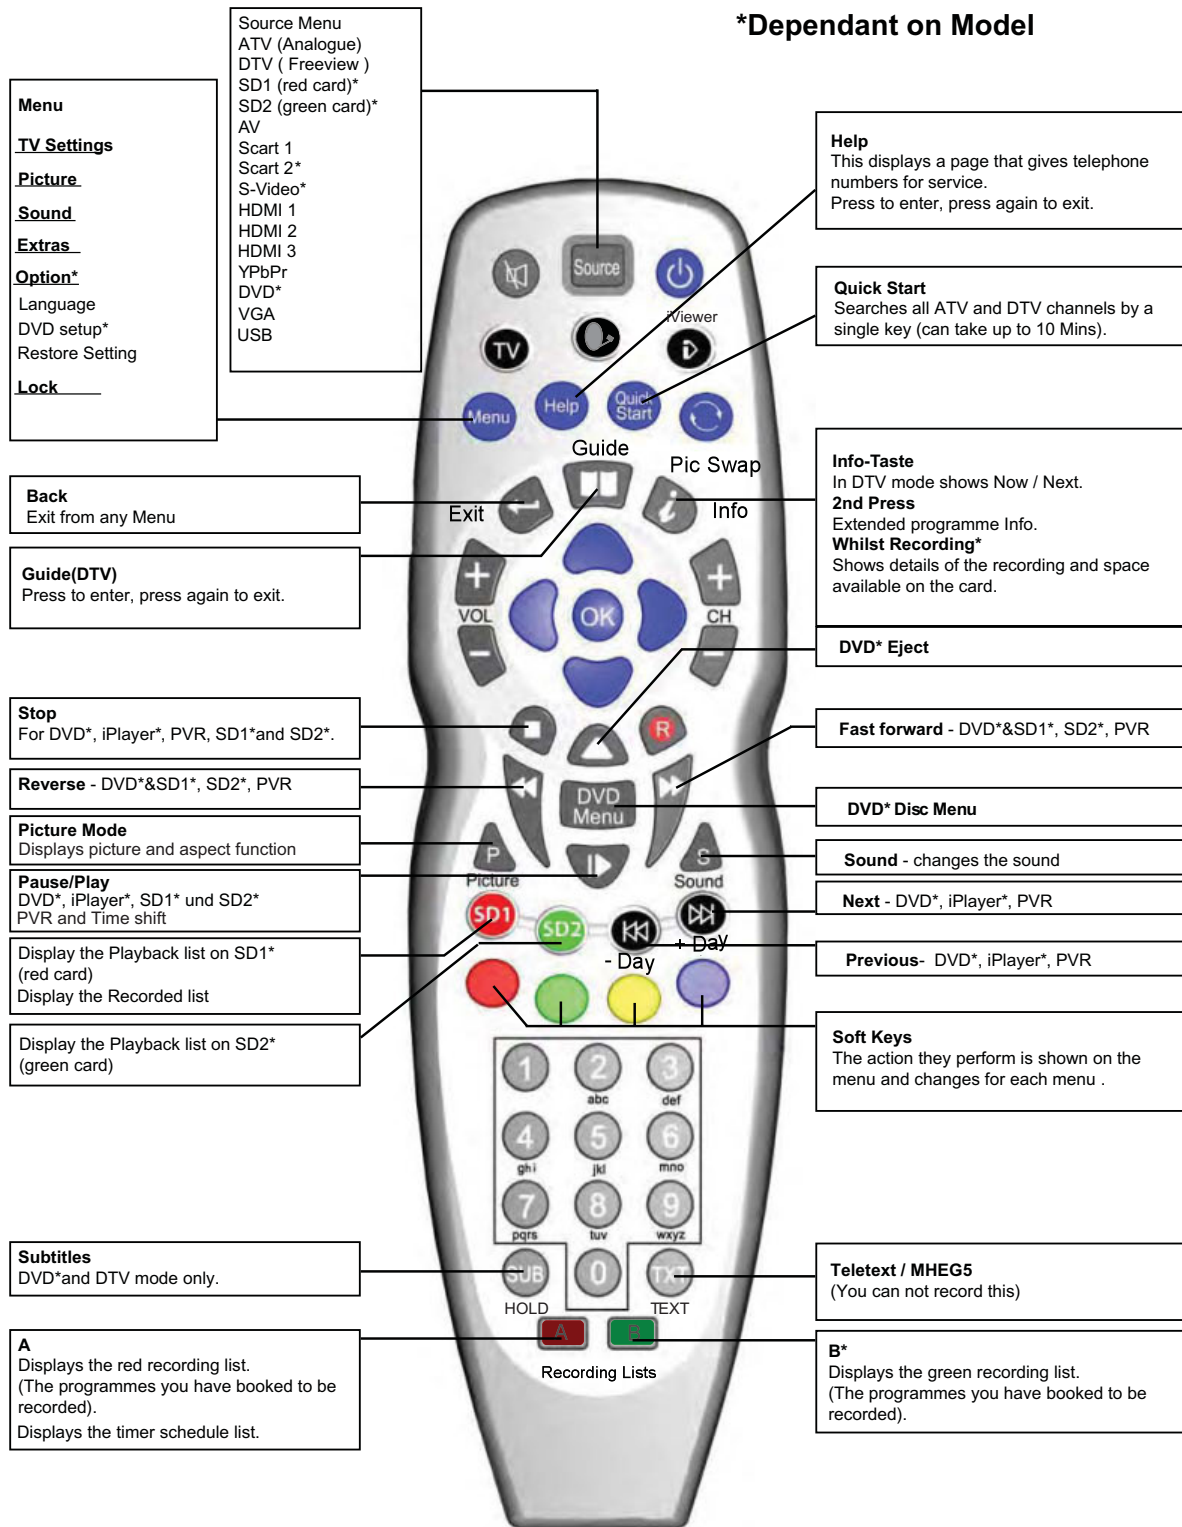 *Dependant on Model
Source Menu
ATV (Analogue)
DTV ( Freeview )
SD1 (red card)*
SD2 (green card)*
AV
Scart 1
Scart 2*
S-Video*
HDMI 1
HDMI 2
HDMI 3
YPbPr
DVD*
VGA
USB
Menu
TV Settings
Picture
Sound
Extras
Option*
Language
DVD setup*
Restore Setting
Lock
Back
Exit from any Menu
Guide(DTV)
Press to enter, press again to exit.
Stop
For DVD*, iPlayer*, PVR, SD1*and SD2*.
Reverse - DVD*&SD1*, SD2*, PVR
Picture Mode
Displays picture and aspect function
Pause/Play
DVD*, iPlayer*, SD1* und SD2*
PVR and Time shift
Display the Playback list on SD1*
(red card)
Display the Recorded list
Display the Playback list on SD2*
(green card)
Subtitles
DVD*and DTV mode only.
A
Displays the red recording list.
(The programmes you have booked to be
recorded).
Displays the timer schedule list.
Source
iViewer
TV
Menu
Help
Quick
Start
Guide
Pic Swap
Exit
i
Info
+
+
VOL
OK
CH
-
-
R
DVD
Menu
P
S
Picture
Sound
SD1
SD2
- Day
+ Day
1
2
3
abc
def
4
5
6
ghi
jkl
mno
7
8
9
pqrs
tuv
wxyz
SUB
0
TXT
HOLD
TEXT
A
B
Recording Lists
Help
This displays a page that gives telephone
numbers for service.
Press to enter, press again to exit.
Quick Start
Searches all ATV and DTV channels by a
single key (can take up to 10 Mins).
Info-Taste
In DTV mode shows Now / Next.
2nd Press
Extended programme Info.
Whilst Recording*
Shows details of the recording and space
available on the card.
DVD* Eject
Fast forward - DVD*&SD1*, SD2*, PVR
DVD* Disc Menu
Sound - changes the sound
Next - DVD*, iPlayer*, PVR
Previous- DVD*, iPlayer*, PVR
Soft Keys
The action they perform is shown on the
menu and changes for each menu .
Teletext / MHEG5
(You can not record this)
B*
Displays the green recording list.
(The programmes you have booked to be
recorded).